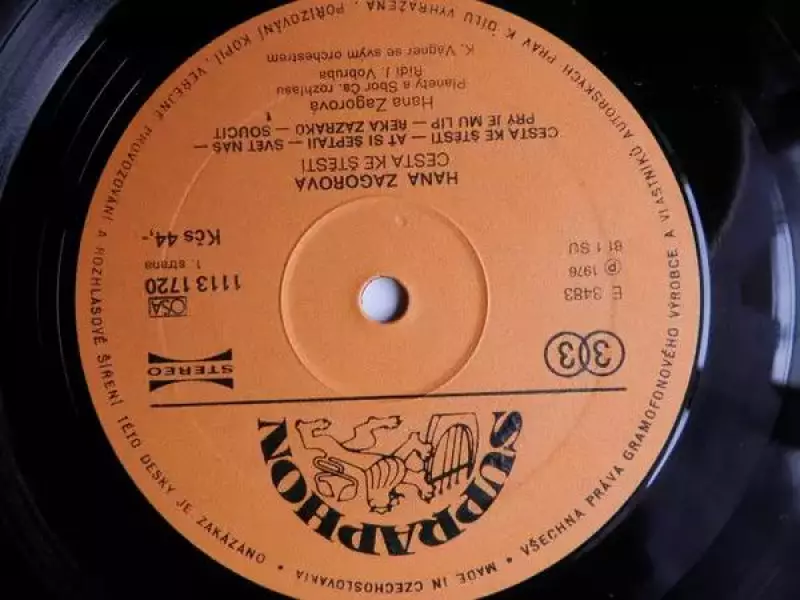 SUPRAPHON
33
STEREO
E 3483
Ⓟ 1976
81 1 SU
OSA
1113 1720
1. strana
Kčs 44,-
HANA ZAGOROVÁ
CESTA KE ŠTĚSTÍ
CESTA KE ŠTĚSTÍ — AŤ SI ŠEPTAJÍ — SVĚT NÁŠ —
PRÝ JE MU LÍP — ŘEKA ZÁZRAKŮ — SOUCIT
Hana Zagorová
Planety a Sbor Čs. rozhlasu
Řídí J. Vobruba
K. Vágner se svým orchestrem
• MADE IN CZECHOSLOVAKIA • VŠECHNA PRÁVA GRAMOFONOVÉHO VÝROBCE A VLASTNÍKŮ AUTORSKÝCH PRÁV K DÍLU VYHRAZENA. POŘIZOVÁNÍ KOPIÍ, VEŘEJNÉ PROVOZOVÁNÍ A ROZHLASOVÉ ŠÍŘENÍ TÉTO DESKY JE ZAKÁZÁNO